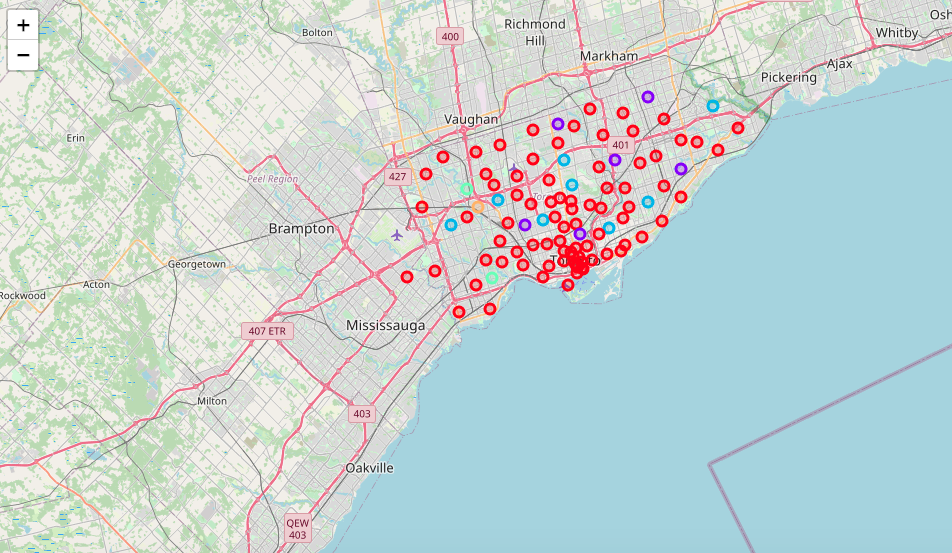 +
−
Bolton
400
Richmond
Hill
Osh
Whitby
Markham
Ajax
Pickering
Vaughan
Erin
401
427
Peel Region
Brampton
Georgetown
Acton
Rockwood
407 ETR
Mississauga
Milton
403
Oakville
QEW
403